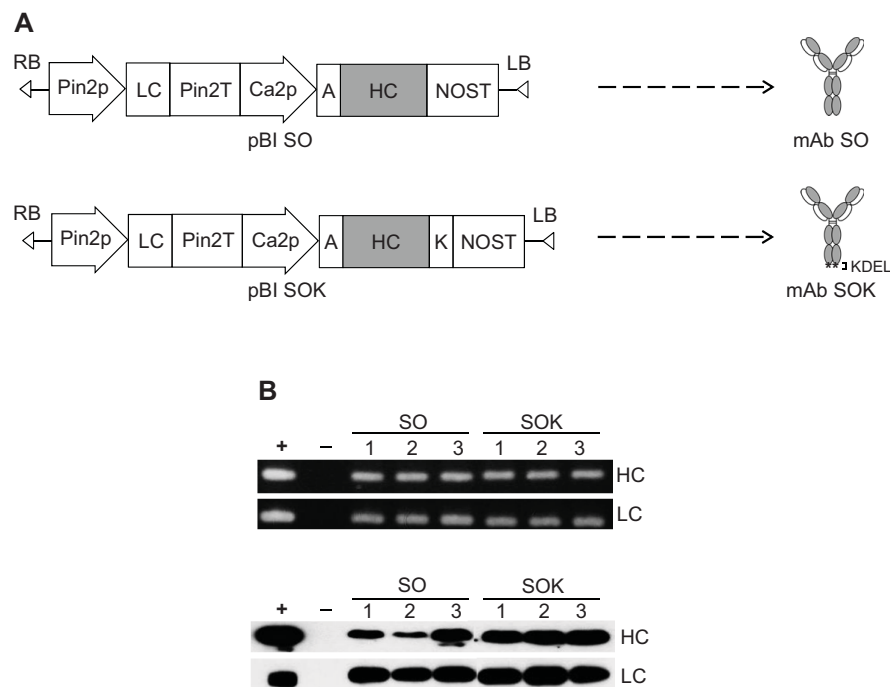 A
RB Pin2p LC Pin2T Ca2p A HC NOST LB
pBI SO
mAb SO
RB Pin2p LC Pin2T Ca2p A HC K NOST LB
pBI SOK
** KDEL
mAb SOK
B
SO SOK
+ – 1 2 3 1 2 3
HC
LC
SO SOK
+ – 1 2 3 1 2 3
HC
LC